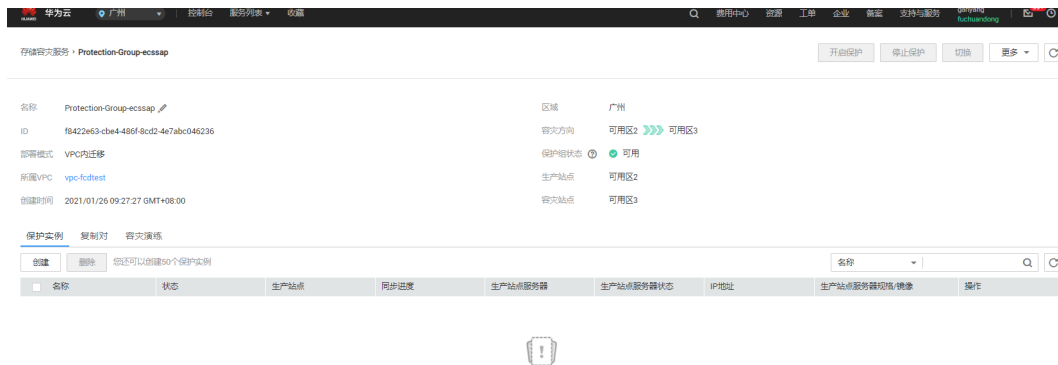 HUAWEI 华为云 广州 控制台 服务列表 收藏 费用中心 资源 工单 企业 备案 支持与服务 ganyang
fuchuandong
存储容灾服务 › Protection-Group-ecssap 开启保护 停止保护 切换 更多
名称 Protection-Group-ecssap 区域 广州
ID f8422e63-cbe4-486f-8cd2-4e7abc046236 容灾方向 可用区2 可用区3
部署模式 VPC内迁移 保护组状态 ? 可用
所属VPC vpc-fcdtest 生产站点 可用区2
创建时间 2021/01/26 09:27:27 GMT+08:00 容灾站点 可用区3
保护实例 复制对 容灾演练
创建 删除 您还可以创建50个保护实例 名称
名称 状态 生产站点 同步进度 生产站点服务器 生产站点服务器状态 IP地址 生产站点服务器规格/镜像 操作